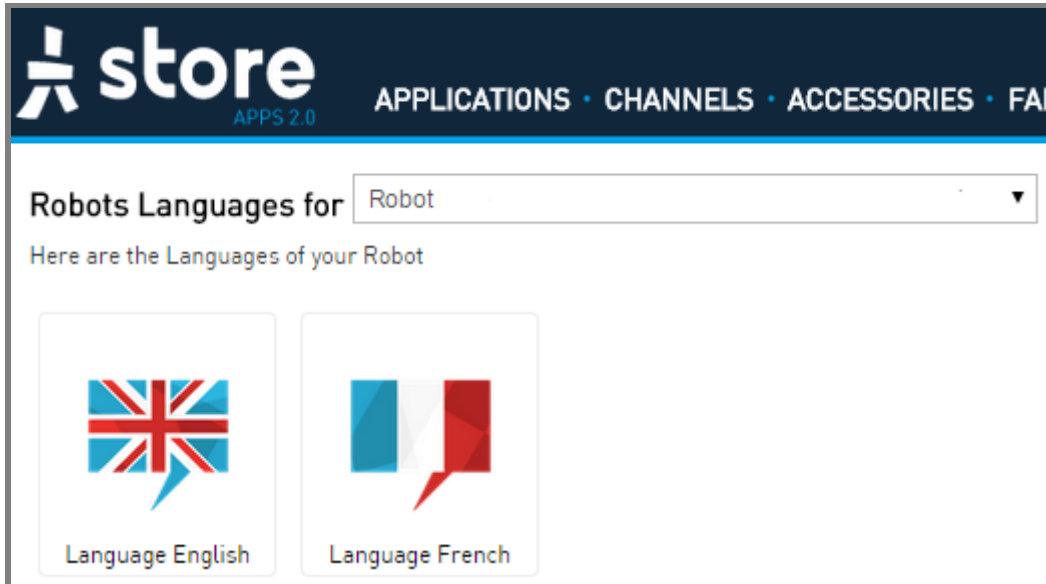 store
APPS 2.0
APPLICATIONS · CHANNELS · ACCESSORIES ·
Robots Languages for Robot ▼
Here are the Languages of your Robot
Language English
Language French